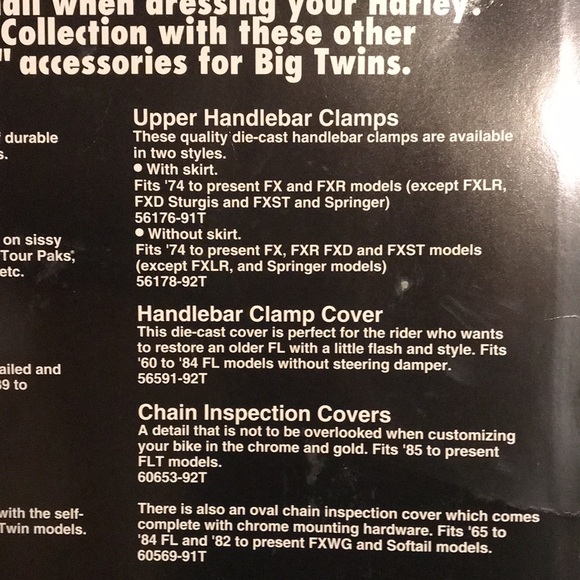 when dressing your Harley?
Collection with these other
" accessories for Big Twins.
durable
s.
on sissy
Tour Paks,
etc.
ailed and
9 to
with the self-
Twin models.
Upper Handlebar Clamps
These quality die-cast handlebar clamps are available
in two styles.
● With skirt.
Fits '74 to present FX and FXR models (except FXLR,
FXD Sturgis and FXST and Springer)
56176-91T
● Without skirt.
Fits '74 to present FX, FXR FXD and FXST models
(except FXLR, and Springer models)
56178-92T
Handlebar Clamp Cover
This die-cast cover is perfect for the rider who wants
to restore an older FL with a little flash and style. Fits
'60 to '84 FL models without steering damper.
56591-92T
Chain Inspection Covers
A detail that is not to be overlooked when customizing
your bike in the chrome and gold. Fits '85 to present
FLT models.
60653-92T
There is also an oval chain inspection cover which comes
complete with chrome mounting hardware. Fits '65 to
'84 FL and '82 to present FXWG and Softail models.
60569-91T